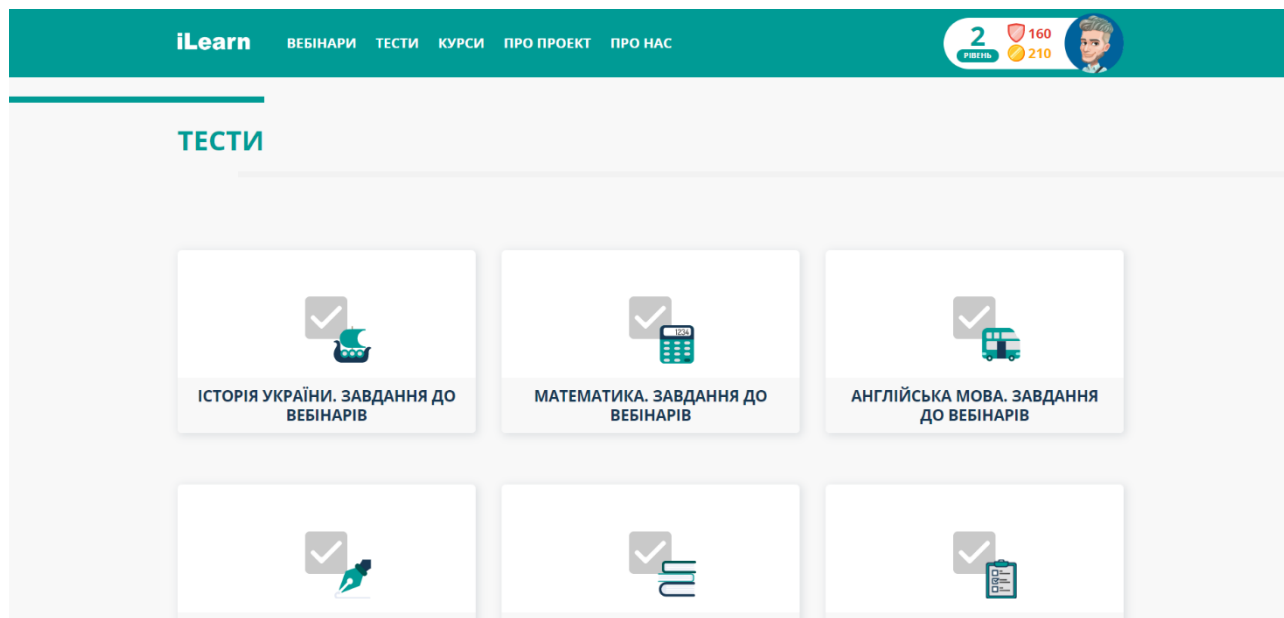 iLearn ВЕБІНАРИ ТЕСТИ КУРСИ ПРО ПРОЕКТ ПРО НАС
2 160
РІВЕНЬ 210
ТЕСТИ
1234
ІСТОРІЯ УКРАЇНИ. ЗАВДАННЯ ДО
ВЕБІНАРІВ
МАТЕМАТИКА. ЗАВДАННЯ ДО
ВЕБІНАРІВ
АНГЛІЙСЬКА МОВА. ЗАВДАННЯ
ДО ВЕБІНАРІВ